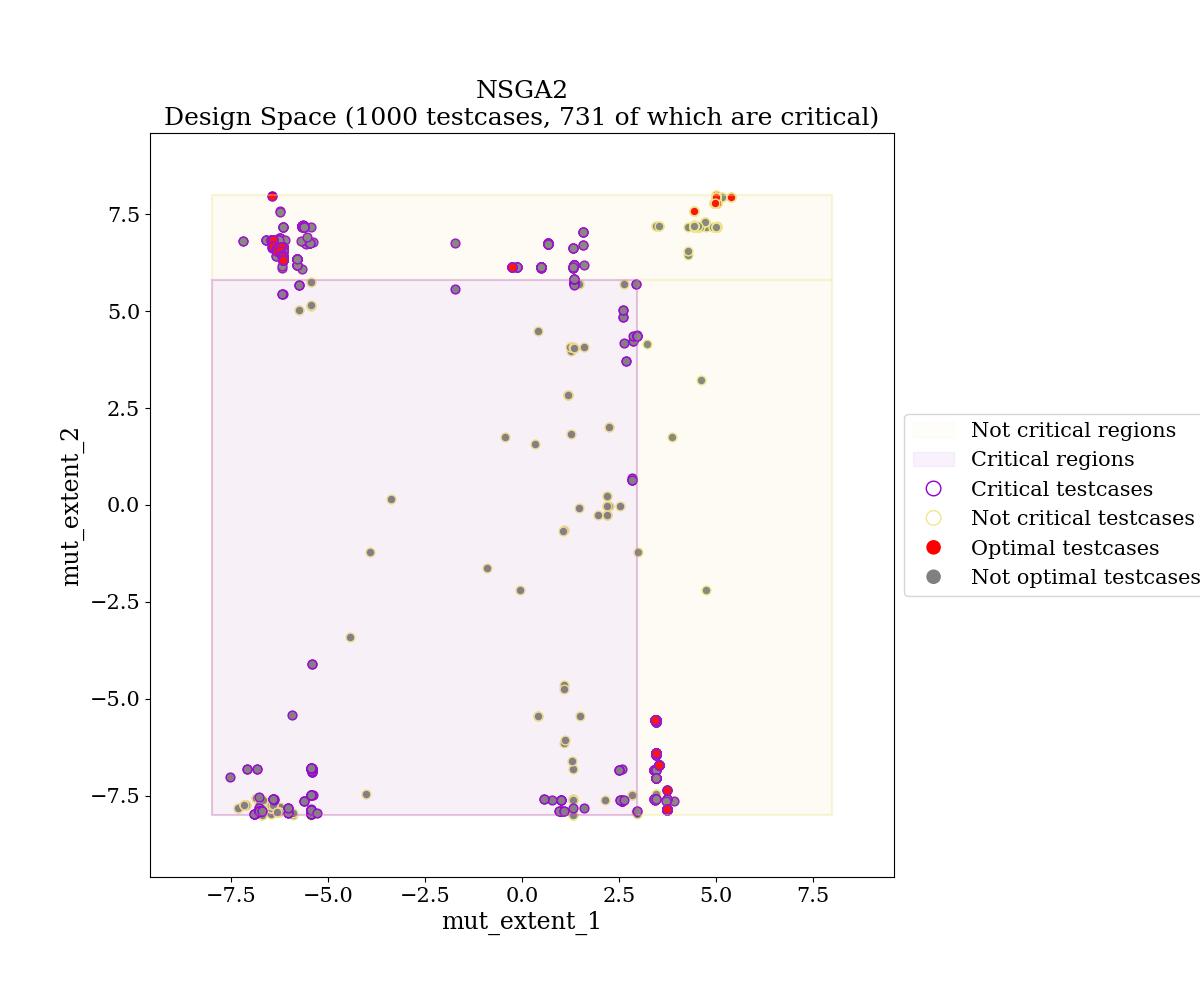 NSGA2
Design Space (1000 testcases, 731 of which are critical)
7.5
5.0
2.5
0.0
−2.5
−5.0
−7.5
mut_extent_2
−7.5 −5.0 −2.5 0.0 2.5 5.0 7.5
mut_extent_1
Not critical regions
Critical regions
Critical testcases
Not critical testcases
Optimal testcases
Not optimal testcases